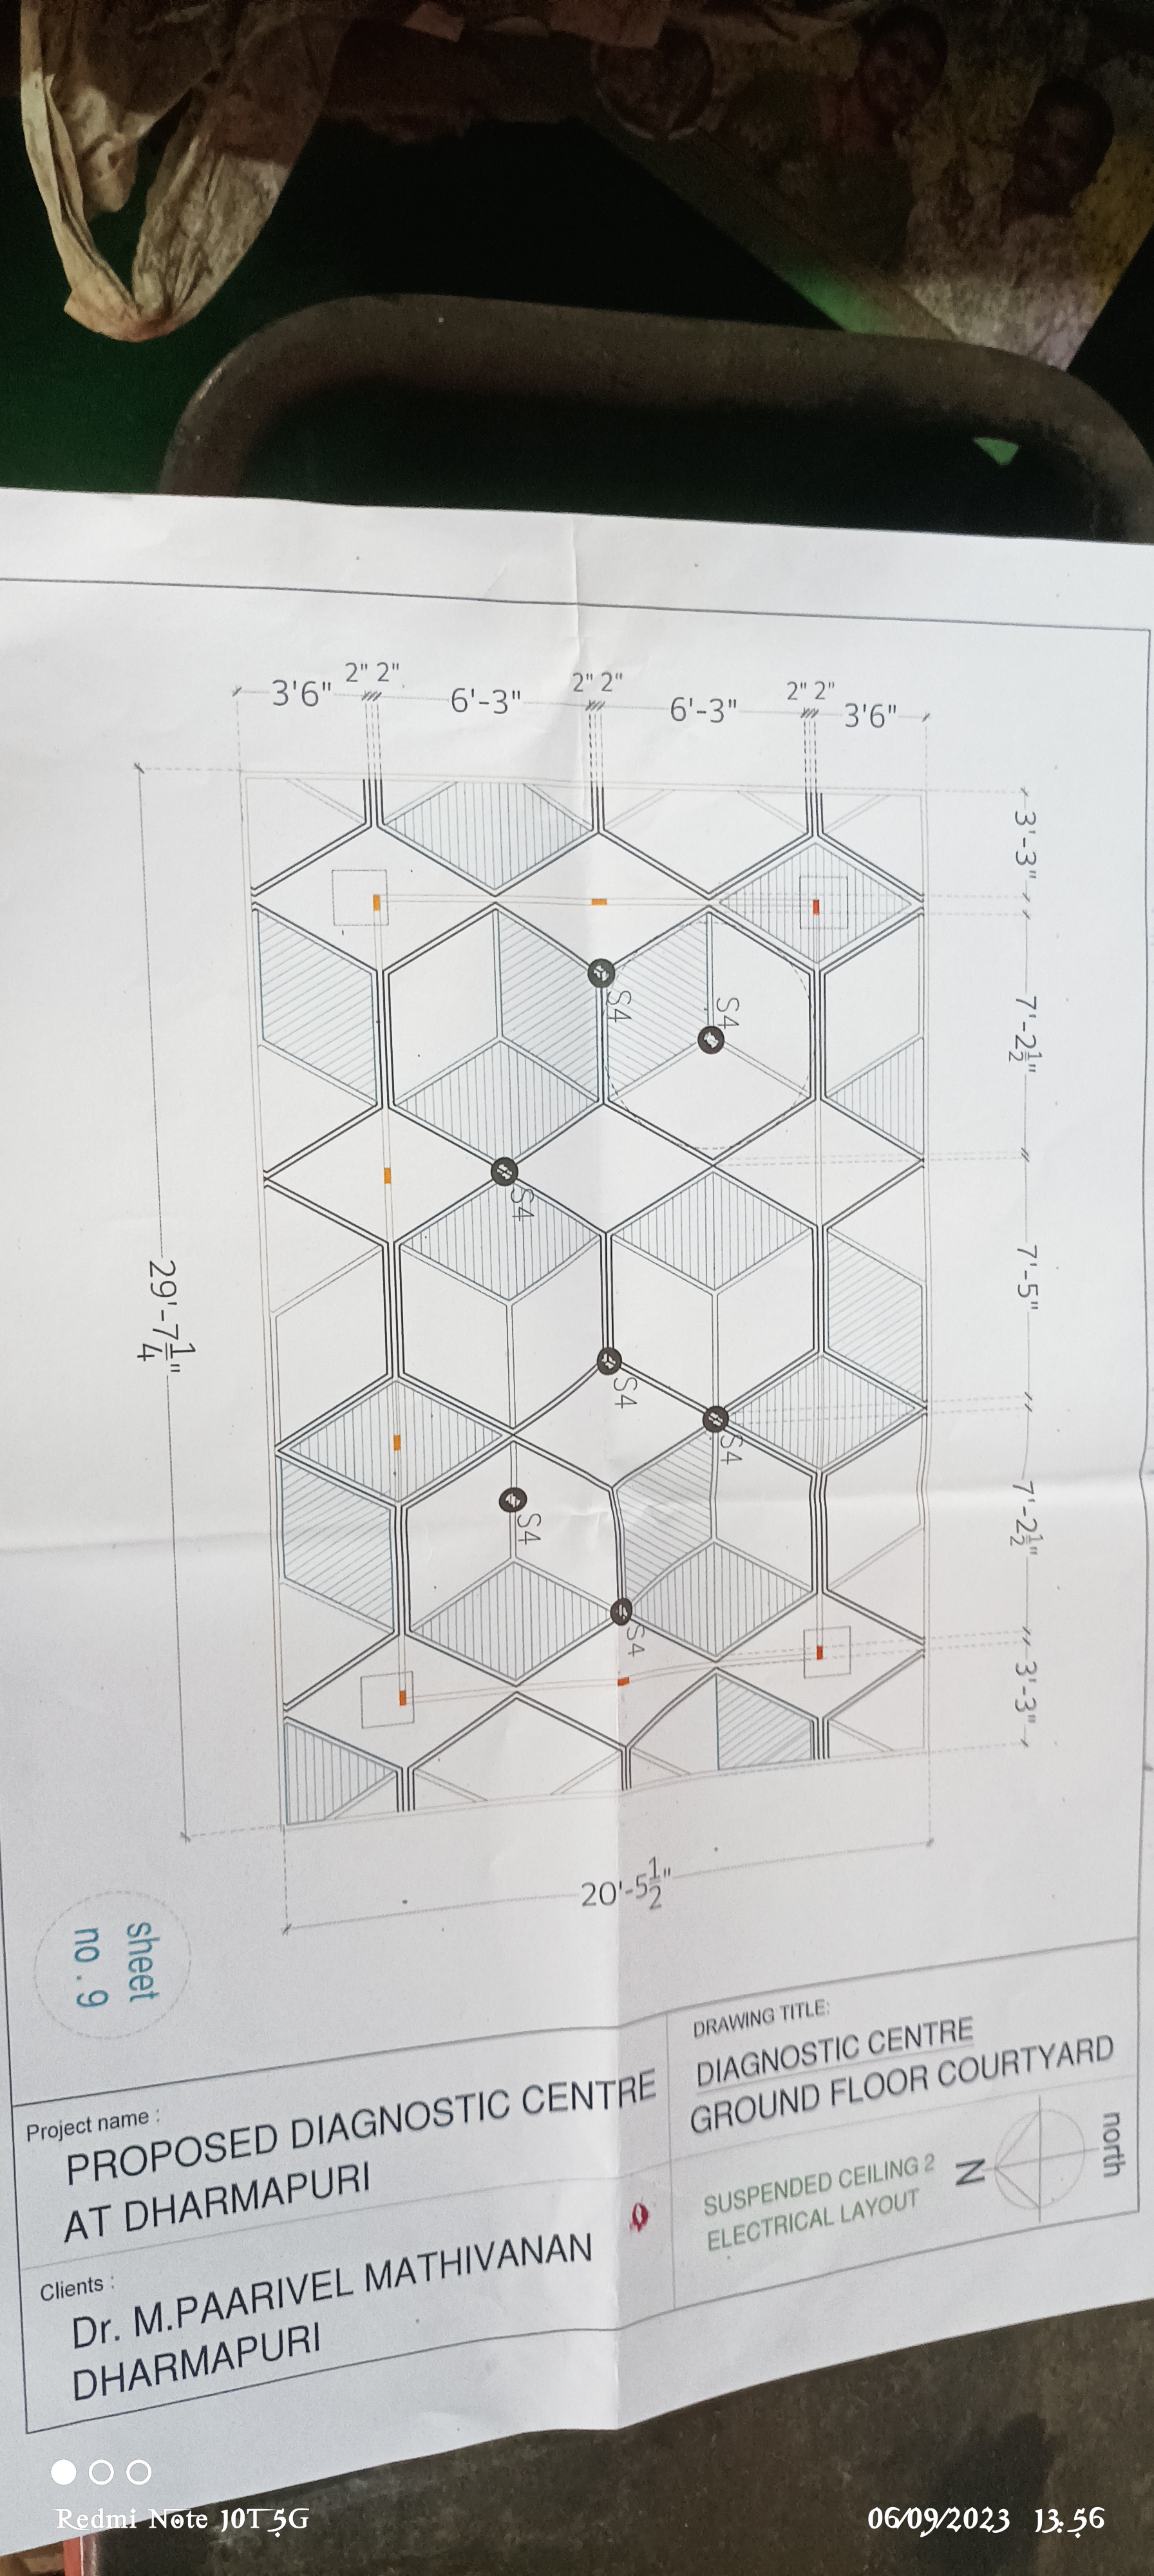 3'6" 2" 2" 6'-3" 2" 2" 6'-3" 2" 2" 3'6"
3'-3"
7'-2 1/2"
7'-5"
7'-2 1/2"
3'-3"
S4
S4
S4
S4
S4
S4
S4
29'-7 1/4"
20'-5 1/2"
sheet
no . 9
Project name :
PROPOSED DIAGNOSTIC CENTRE
AT DHARMAPURI
Clients :
Dr. M.PAARIVEL MATHIVANAN
DHARMAPURI
DRAWING TITLE:
DIAGNOSTIC CENTRE
GROUND FLOOR COURTYARD
SUSPENDED CEILING 2
ELECTRICAL LAYOUT
N
north
Redmi Note 10T 5G
06/09/2023 13:56